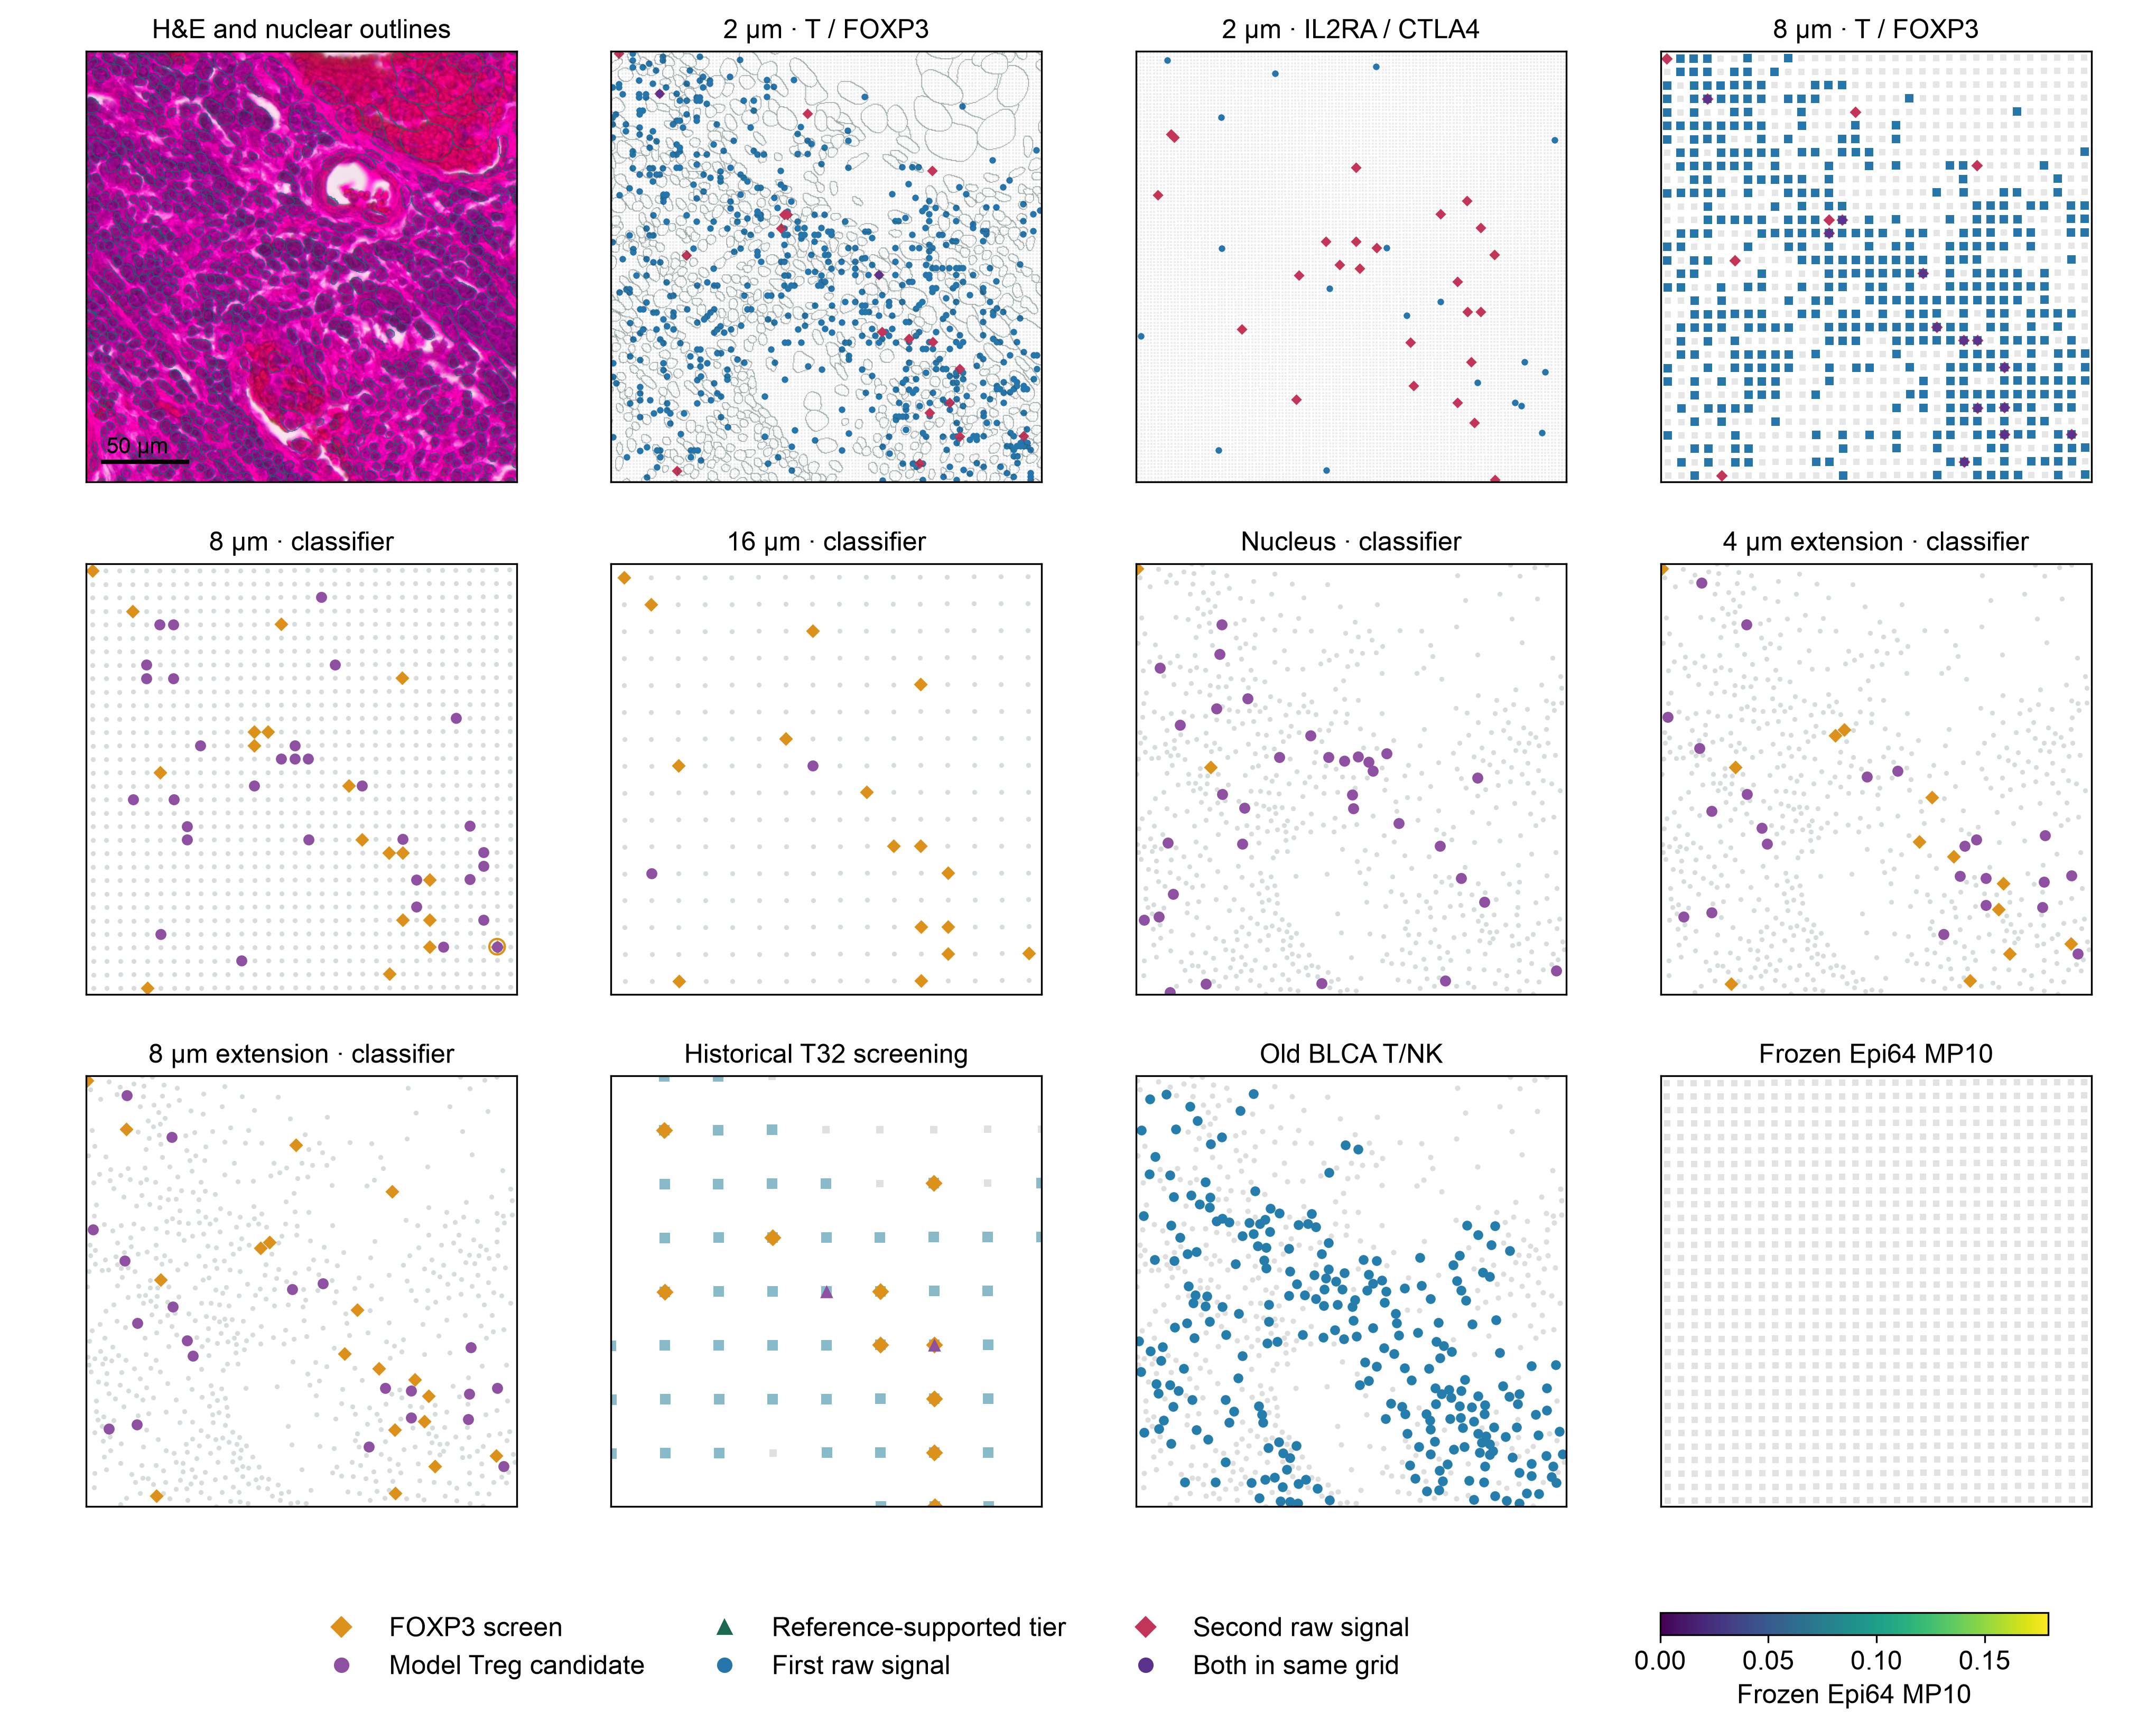 H&E and nuclear outlines
2 µm · T / FOXP3
2 µm · IL2RA / CTLA4
8 µm · T / FOXP3
50 µm
8 µm · classifier
16 µm · classifier
Nucleus · classifier
4 µm extension · classifier
8 µm extension · classifier
Historical T32 screening
Old BLCA T/NK
Frozen Epi64 MP10
FOXP3 screen
Model Treg candidate
Reference-supported tier
First raw signal
Second raw signal
Both in same grid
0.00 0.05 0.10 0.15
Frozen Epi64 MP10